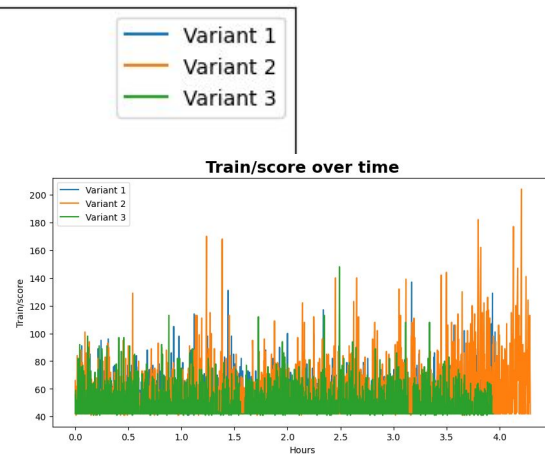 Variant 1
Variant 2
Variant 3
Train/score over time
Variant 1
Variant 2
Variant 3
200
180
160
140
120
100
80
60
40
Train/score
0.0 0.5 1.0 1.5 2.0 2.5 3.0 3.5 4.0
Hours